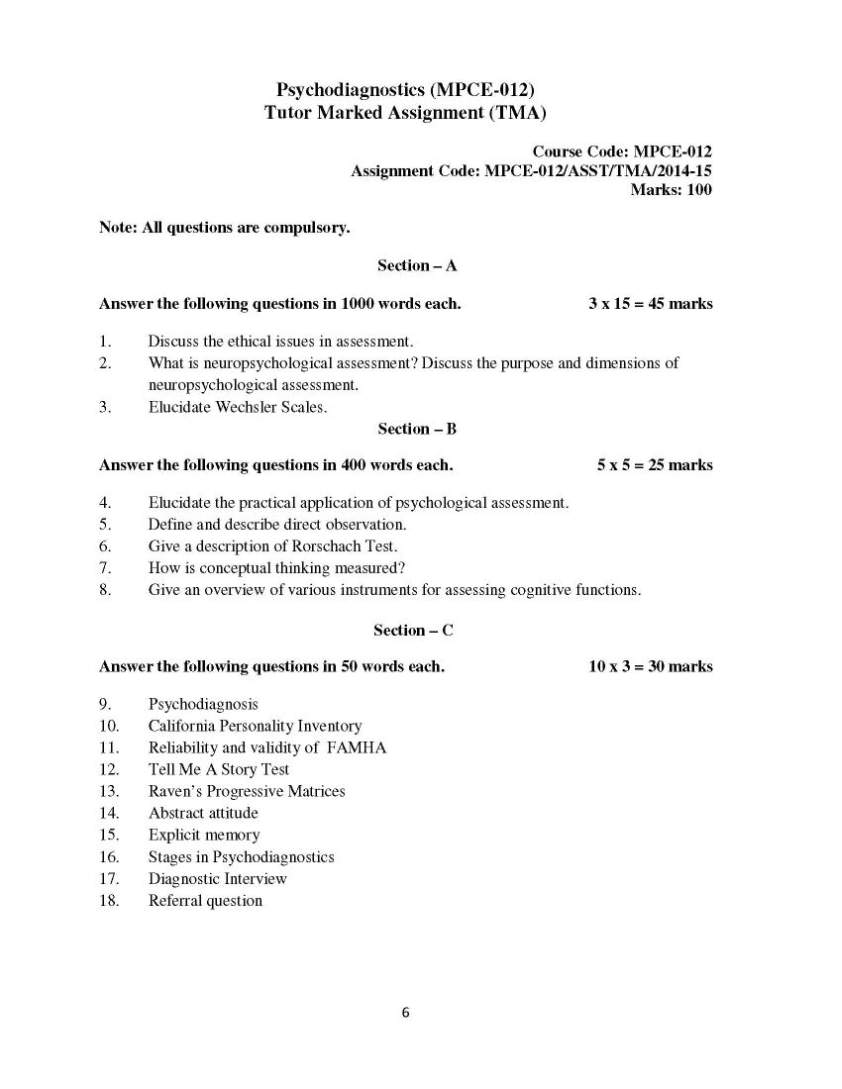 Psychodiagnostics (MPCE-012)
Tutor Marked Assignment (TMA)
Course Code: MPCE-012
Assignment Code: MPCE-012/ASST/TMA/2014-15
Marks: 100
Note: All questions are compulsory.
Section – A
Answer the following questions in 1000 words each. 3 x 15 = 45 marks
1. Discuss the ethical issues in assessment.
2. What is neuropsychological assessment? Discuss the purpose and dimensions of
neuropsychological assessment.
3. Elucidate Wechsler Scales.
Section – B
Answer the following questions in 400 words each. 5 x 5 = 25 marks
4. Elucidate the practical application of psychological assessment.
5. Define and describe direct observation.
6. Give a description of Rorschach Test.
7. How is conceptual thinking measured?
8. Give an overview of various instruments for assessing cognitive functions.
Section – C
Answer the following questions in 50 words each. 10 x 3 = 30 marks
9. Psychodiagnosis
10. California Personality Inventory
11. Reliability and validity of FAMHA
12. Tell Me A Story Test
13. Raven's Progressive Matrices
14. Abstract attitude
15. Explicit memory
16. Stages in Psychodiagnostics
17. Diagnostic Interview
18. Referral question
6